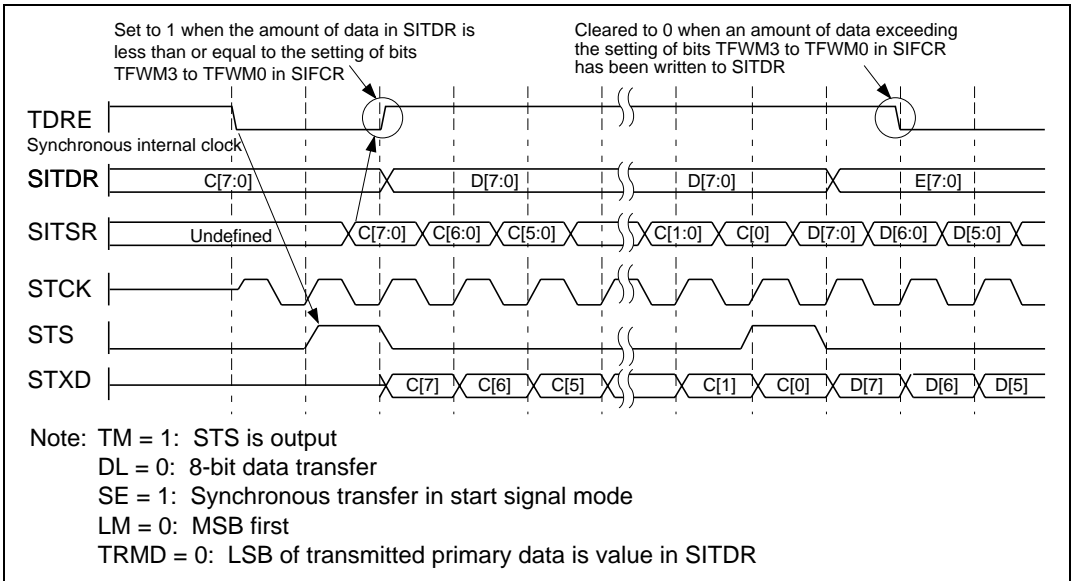 Set to 1 when the amount of data in SITDR is
less than or equal to the setting of bits
TFWM3 to TFWM0 in SIFCR
Cleared to 0 when an amount of data exceeding
the setting of bits TFWM3 to TFWM0 in SIFCR
has been written to SITDR
TDRE
Synchronous internal clock
SITDR C[7:0] D[7:0] D[7:0] E[7:0]
SITSR Undefined C[7:0] C[6:0] C[5:0] C[1:0] C[0] D[7:0] D[6:0] D[5:0]
STCK
STS
STXD C[7] C[6] C[5] C[1] C[0] D[7] D[6] D[5]
Note: TM = 1: STS is output
DL = 0: 8-bit data transfer
SE = 1: Synchronous transfer in start signal mode
LM = 0: MSB first
TRMD = 0: LSB of transmitted primary data is value in SITDR